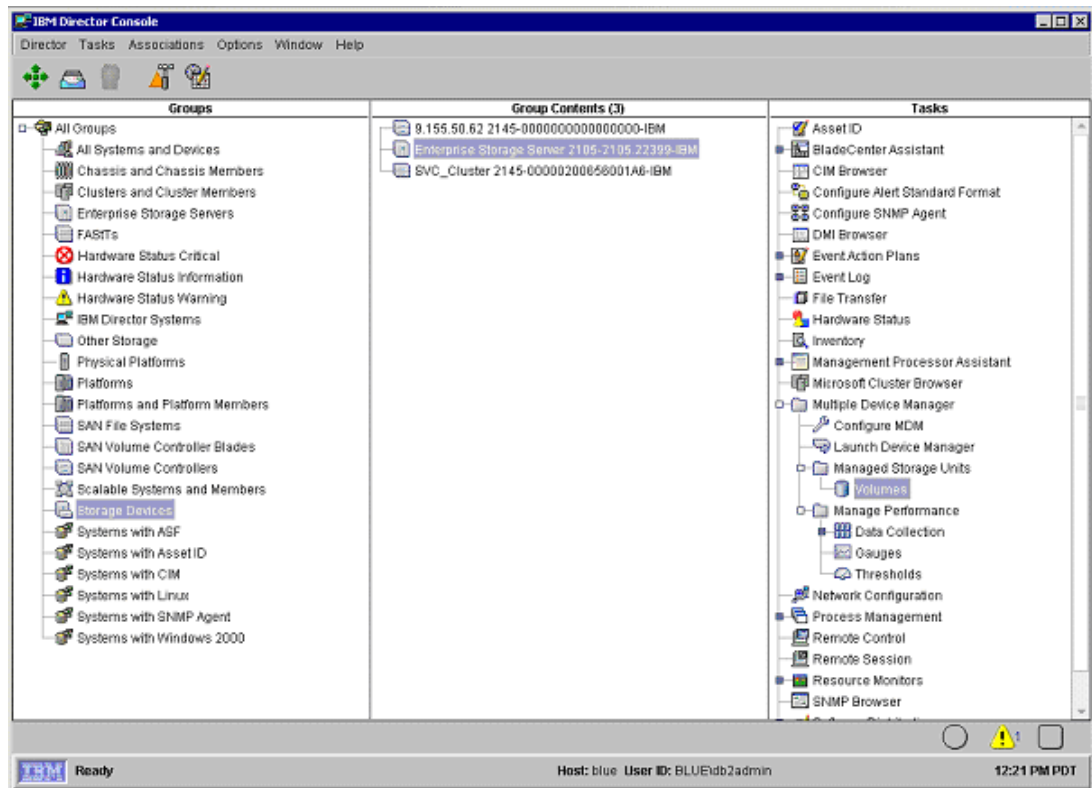 IBM Director Console
Director Tasks Associations Options Window Help
Groups
All Groups
All Systems and Devices
Chassis and Chassis Members
Clusters and Cluster Members
Enterprise Storage Servers
FAStTs
Hardware Status Critical
Hardware Status Information
Hardware Status Warning
IBM Director Systems
Other Storage
Physical Platforms
Platforms
Platforms and Platform Members
SAN File Systems
SAN Volume Controller Blades
SAN Volume Controllers
Scalable Systems and Members
Storage Devices
Systems with ASF
Systems with Asset ID
Systems with CIM
Systems with Linux
Systems with SNMP Agent
Systems with Windows 2000
Group Contents (3)
9.155.50.62 2145-0000000000000000-IBM
Enterprise Storage Server 2105-2105.22399-IBM
SVC_Cluster 2145-00000200656001A6-IBM
Tasks
Asset ID
BladeCenter Assistant
CIM Browser
Configure Alert Standard Format
Configure SNMP Agent
DMI Browser
Event Action Plans
Event Log
File Transfer
Hardware Status
Inventory
Management Processor Assistant
Microsoft Cluster Browser
Multiple Device Manager
Configure MDM
Launch Device Manager
Managed Storage Units
Volumes
Manage Performance
Data Collection
Gauges
Thresholds
Network Configuration
Process Management
Remote Control
Remote Session
Resource Monitors
SNMP Browser
1
IBM Ready
Host: blue User ID: BLUE\db2admin
12:21 PM PDT